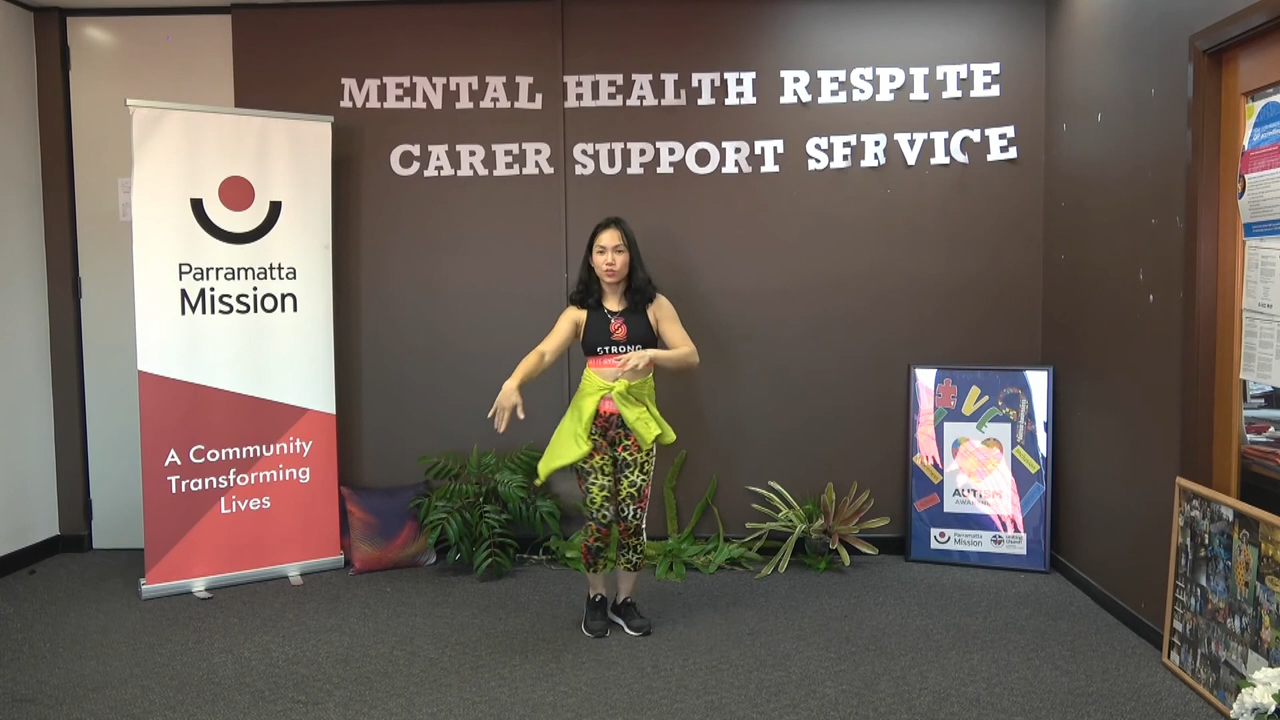 MENTAL HEALTH RESPITE
CARER SUPPORT SERVICE
Parramatta
Mission
A Community
Transforming
Lives
STRONG
AUTISM
Parramatta
Mission